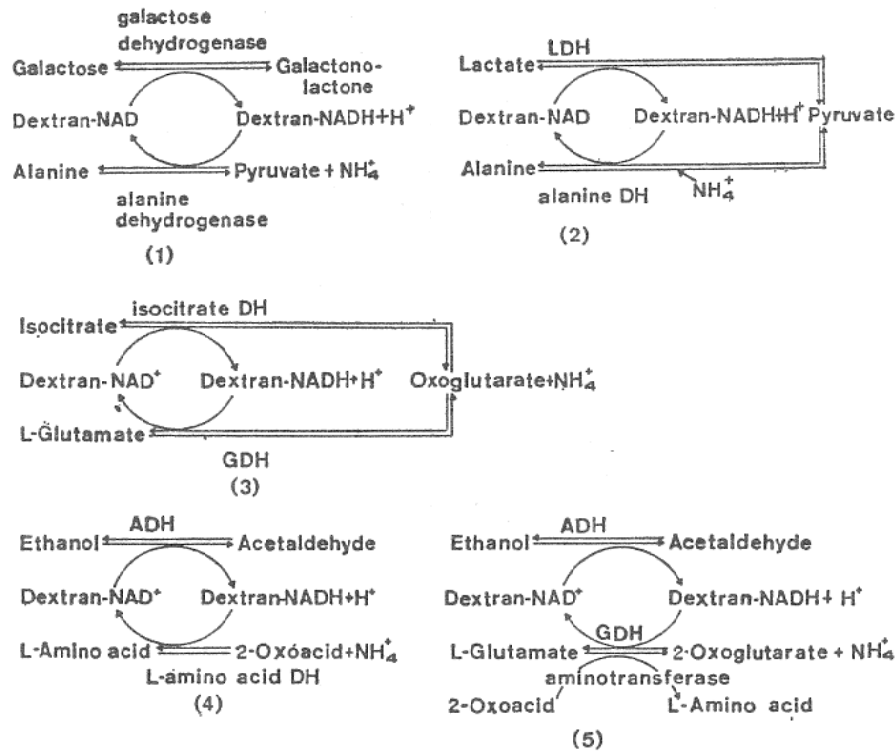 galactose
dehydrogenase
Galactose Galactono-
lactone
Dextran-NAD Dextran-NADH+H⁺
Alanine Pyruvate + NH₄⁺
alanine
dehydrogenase
(1)
LDH
Lactate
Dextran-NAD Dextran-NADH+H⁺ Pyruvate
Alanine
alanine DH NH₄⁺
(2)
isocitrate DH
Isocitrate
Dextran-NAD⁺ Dextran-NADH+H⁺ Oxoglutarate+NH₄⁺
L-Glutamate
GDH
(3)
ADH
Ethanol Acetaldehyde
Dextran-NAD⁺ Dextran-NADH+H⁺
L-Amino acid 2-Oxoacid+NH₄⁺
L-amino acid DH
(4)
ADH
Ethanol Acetaldehyde
Dextran-NAD⁺ Dextran-NADH+ H⁺
GDH
L-Glutamate 2-Oxoglutarate + NH₄⁺
aminotransferase
2-Oxoacid L-Amino acid
(5)